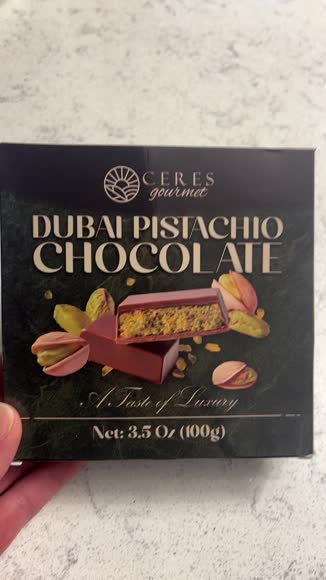 CERES
gourmet
DUBAI PISTACHIO
CHOCOLATE
A Taste of Luxury
Net: 3.5 Oz (100g)